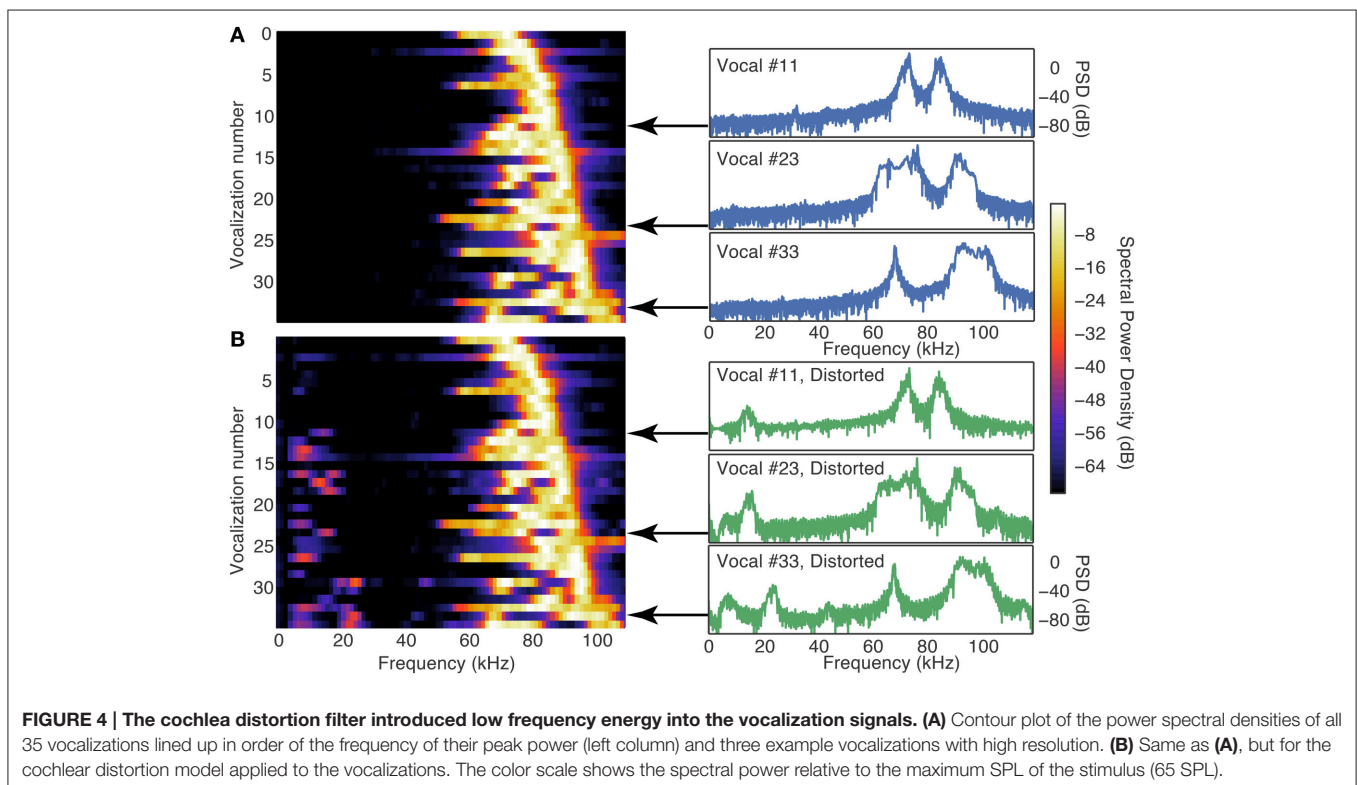 A
0
5
10
15
20
25
30
Vocalization number
Vocal #11
0
−40
−80
PSD (dB)
Vocal #23
Vocal #33
0 20 40 60 80 100
Frequency (kHz)
B
5
10
15
20
25
30
Vocalization number
0 20 40 60 80 100
Frequency (kHz)
Vocal #11, Distorted
Vocal #23, Distorted
Vocal #33, Distorted
0
−40
−80
PSD (dB)
0 20 40 60 80 100
Frequency (kHz)
−8
−16
−24
−32
−40
−48
−56
−64
Spectral Power Density (dB)
FIGURE 4 | The cochlea distortion filter introduced low frequency energy into the vocalization signals. (A) Contour plot of the power spectral densities of all
35 vocalizations lined up in order of the frequency of their peak power (left column) and three example vocalizations with high resolution. (B) Same as (A), but for the
cochlear distortion model applied to the vocalizations. The color scale shows the spectral power relative to the maximum SPL of the stimulus (65 SPL).